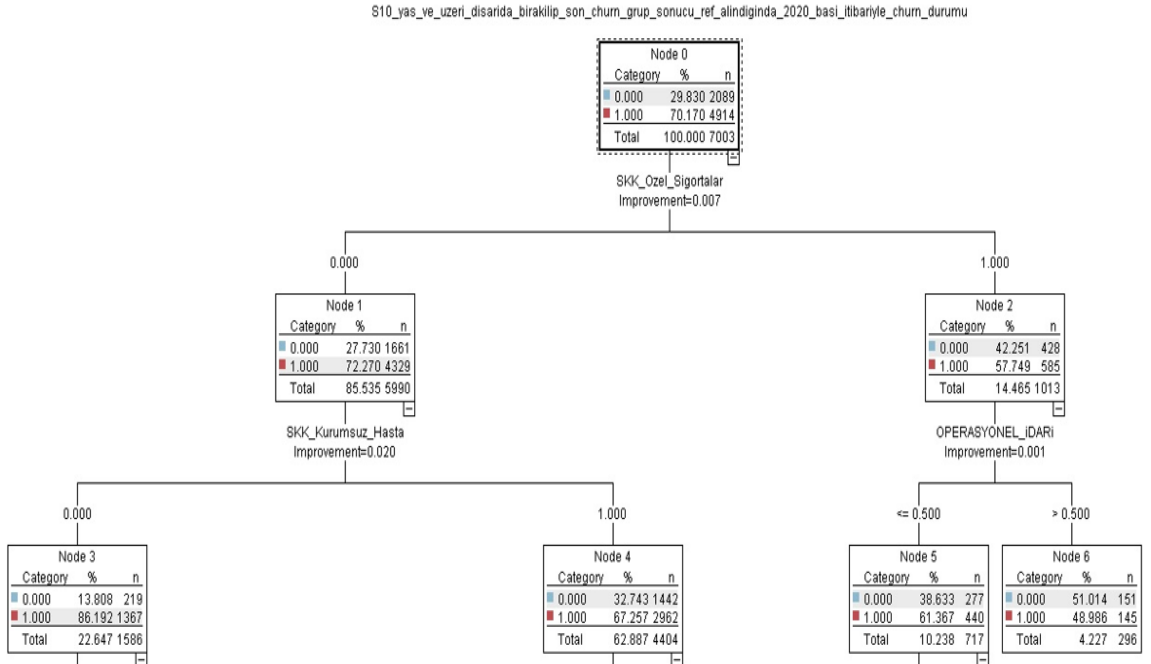 S10_yas_ve_uzeri_disarida_birakilip_son_churn_grup_sonucu_ref_alindiginda_2020_basi_itibariyle_churn_durumu
Node 0
Category % n
0.000 29.830 2089
1.000 70.170 4914
Total 100.000 7003
SKK_Ozel_Sigortalar
Improvement=0.007
0.000
1.000
Node 1
Category % n
0.000 27.730 1661
1.000 72.270 4329
Total 85.535 5990
Node 2
Category % n
0.000 42.251 428
1.000 57.749 585
Total 14.465 1013
SKK_Kurumsuz_Hasta
Improvement=0.020
OPERASYONEL_iDARi
Improvement=0.001
0.000
1.000
<= 0.500
> 0.500
Node 3
Category % n
0.000 13.808 219
1.000 86.192 1367
Total 22.647 1586
Node 4
Category % n
0.000 32.743 1442
1.000 67.257 2962
Total 62.887 4404
Node 5
Category % n
0.000 38.633 277
1.000 61.367 440
Total 10.238 717
Node 6
Category % n
0.000 51.014 151
1.000 48.986 145
Total 4.227 296